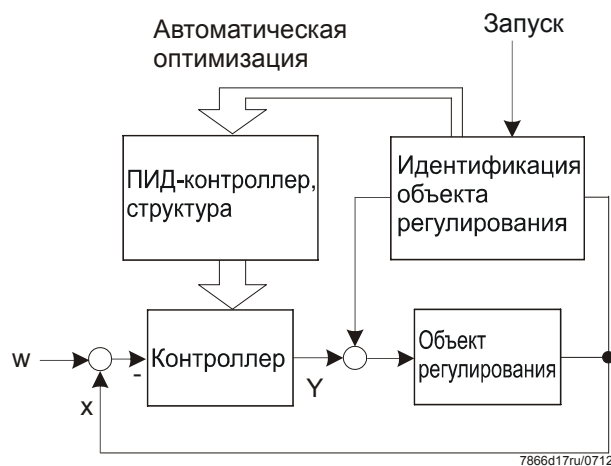 Автоматическая
оптимизация
Запуск
ПИД-контроллер,
структура
Идентификация
объекта
регулирования
w
-
Контроллер
Y
Объект
регулирования
x
7866d17ru/0712